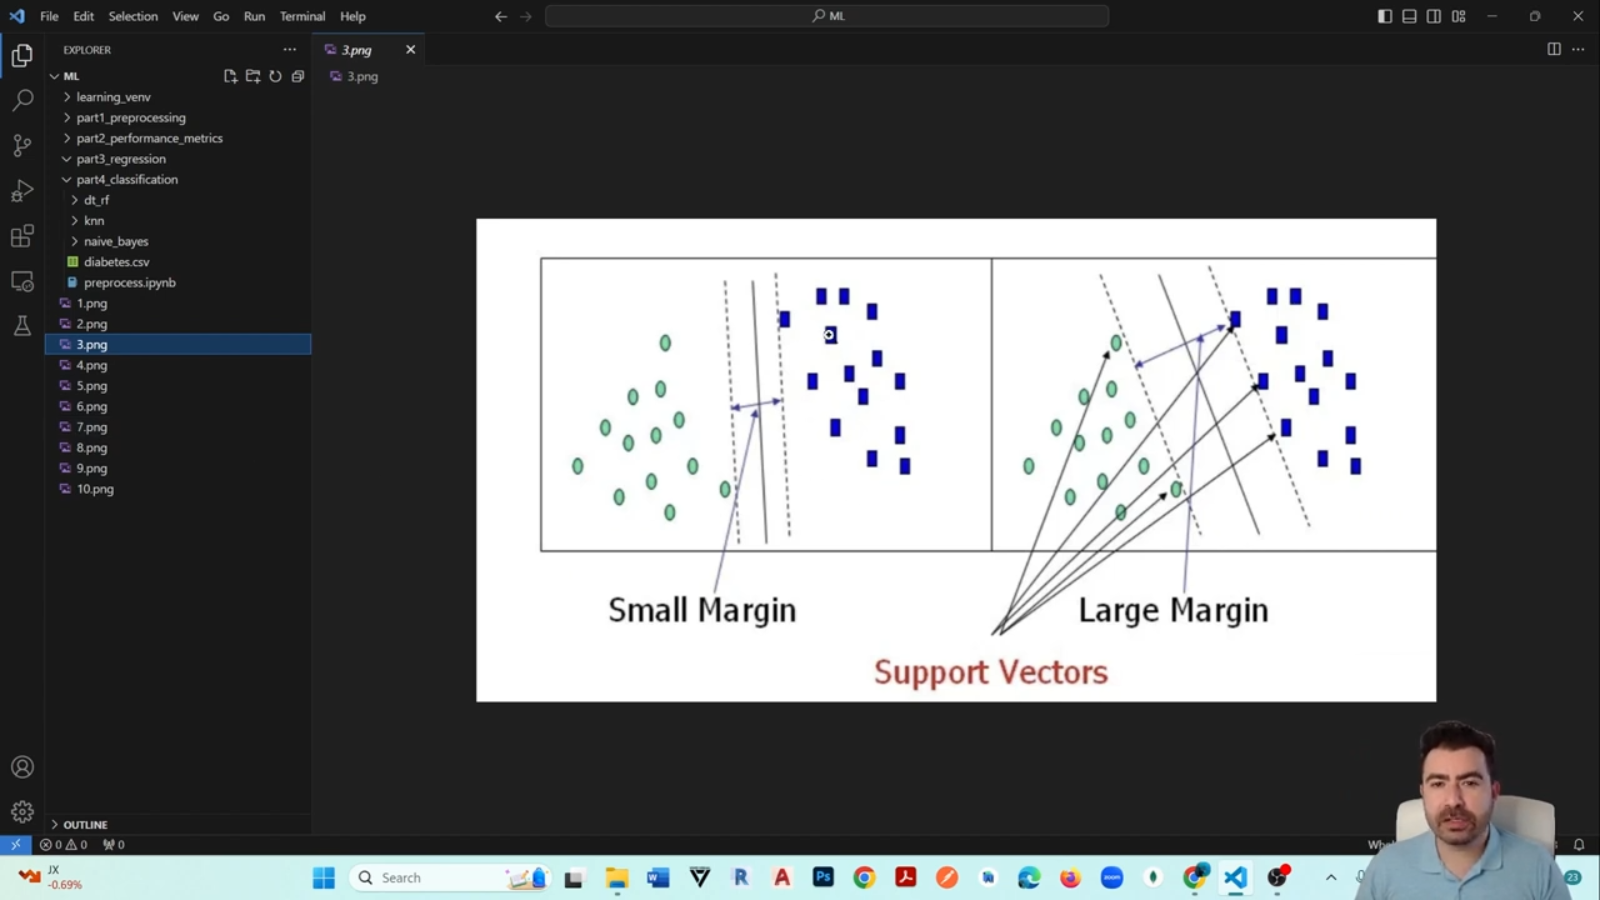 File Edit Selection View Go Run Terminal Help
ML
EXPLORER
3.png
ML
3.png
learning_venv
part1_preprocessing
part2_performance_metrics
part3_regression
part4_classification
dt_rf
knn
naive_bayes
diabetes.csv
preprocess.ipynb
1.png
2.png
3.png
4.png
5.png
6.png
7.png
8.png
9.png
10.png
Small Margin
Large Margin
Support Vectors
OUTLINE
0 0 0
JX
-0.69%
Search
Ps
zoom
23